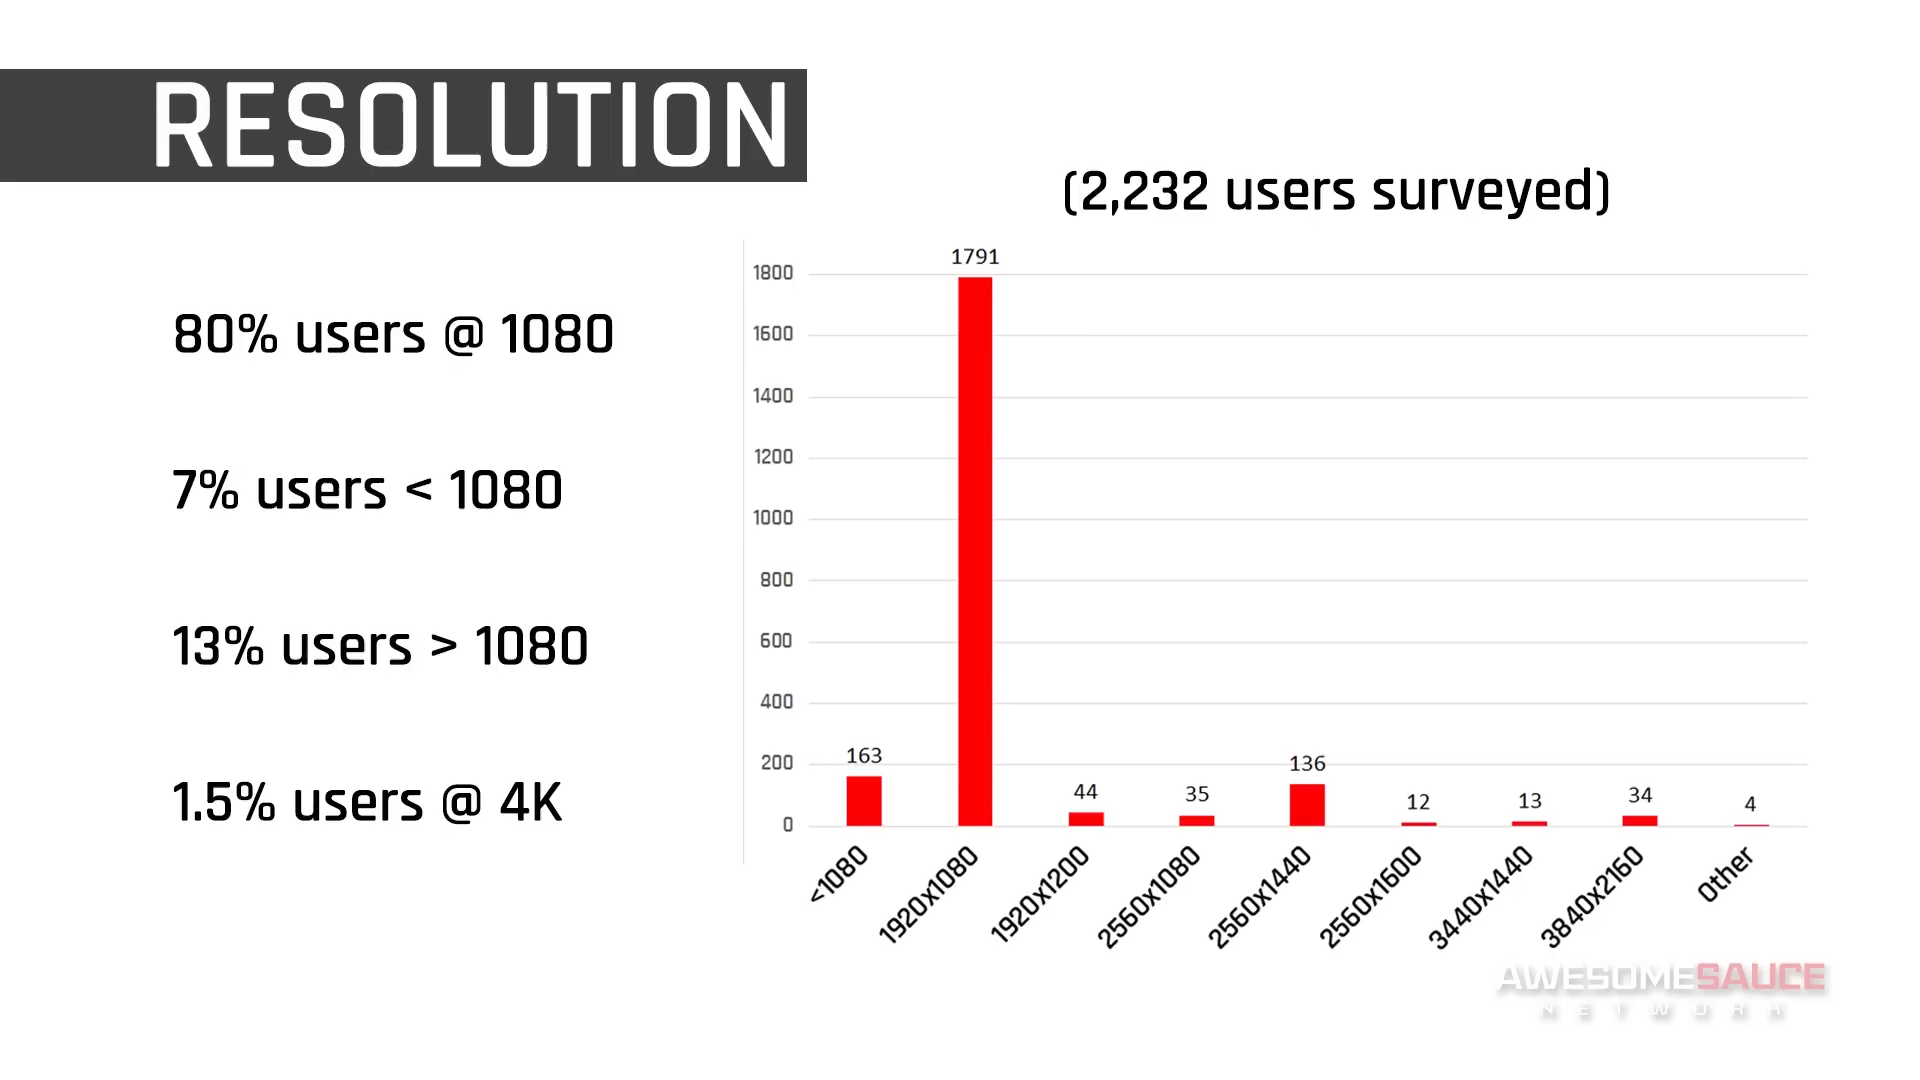 RESOLUTION
(2,232 users surveyed)
80% users @ 1080
7% users < 1080
13% users > 1080
1.5% users @ 4K
1800
1600
1400
1200
1000
800
600
400
200
0
163
1791
44
35
136
12
13
34
4
<1080
1920x1080
1920x1200
2560x1080
2560x1440
2560x1600
3440x1440
3840x2160
Other
AWESOMESAUCE
NETWORK